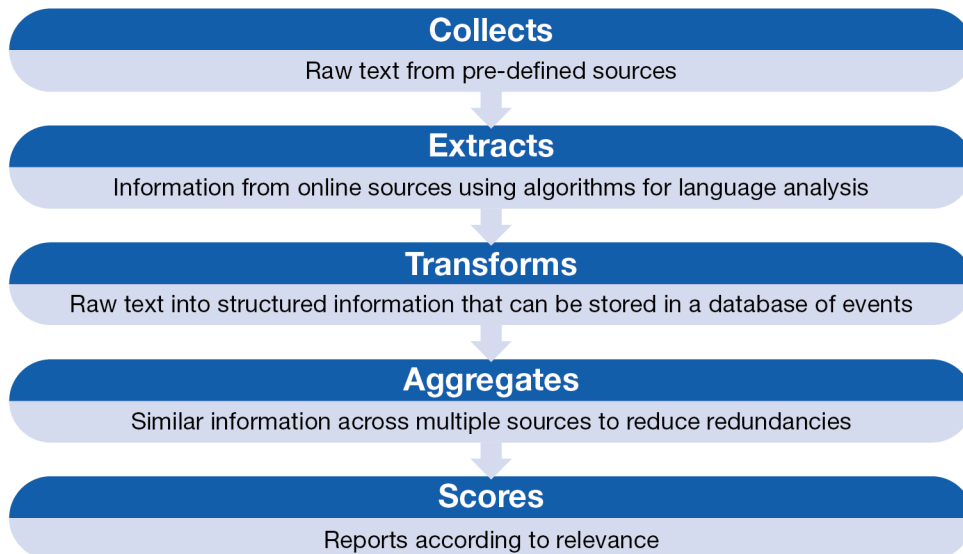 Collects
Raw text from pre-defined sources
Extracts
Information from online sources using algorithms for language analysis
Transforms
Raw text into structured information that can be stored in a database of events
Aggregates
Similar information across multiple sources to reduce redundancies
Scores
Reports according to relevance